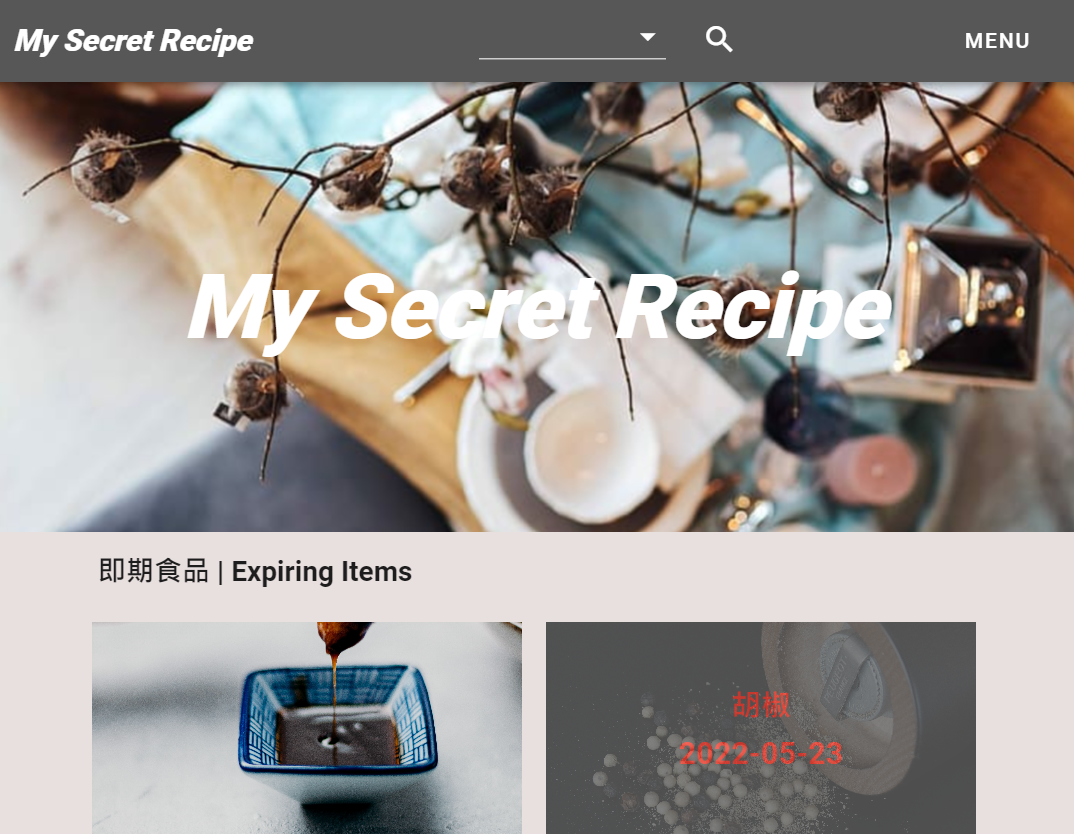 My Secret Recipe
MENU
My Secret Recipe
即期食品 | Expiring Items
胡椒
2022-05-23